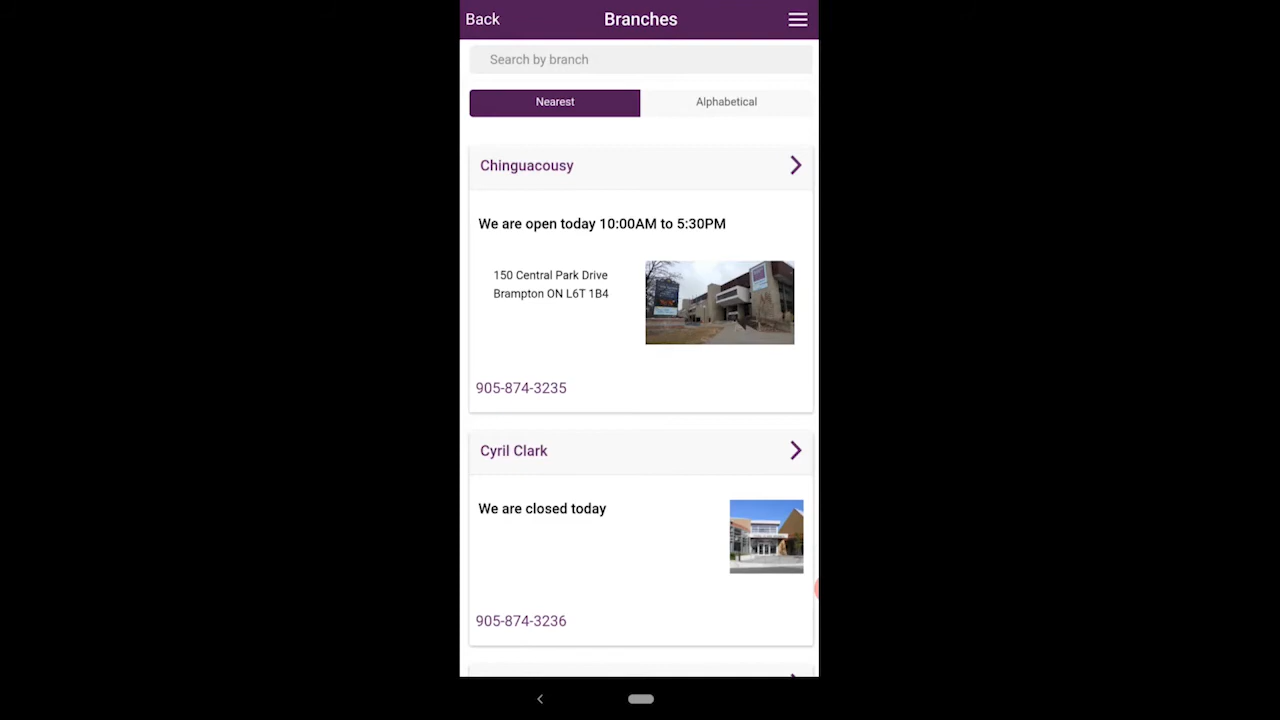 Back
Branches
Search by branch
Nearest
Alphabetical
Chinguacousy
We are open today 10:00AM to 5:30PM
150 Central Park Drive
Brampton ON L6T 1B4
905-874-3235
Cyril Clark
We are closed today
905-874-3236